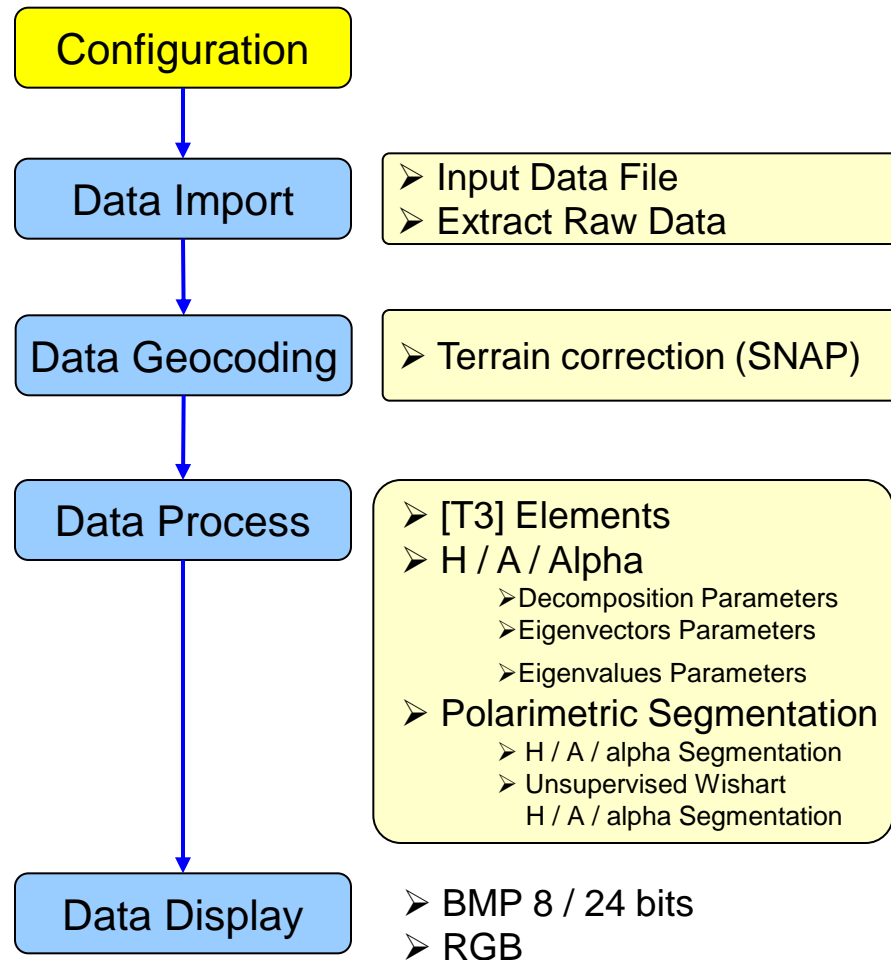 Configuration
Data Import
➢ Input Data File
➢ Extract Raw Data
Data Geocoding
➢ Terrain correction (SNAP)
Data Process
➢ [T3] Elements
➢ H / A / Alpha
➢Decomposition Parameters
➢Eigenvectors Parameters
➢Eigenvalues Parameters
➢ Polarimetric Segmentation
➢ H / A / alpha Segmentation
➢ Unsupervised Wishart
H / A / alpha Segmentation
Data Display
➢ BMP 8 / 24 bits
➢ RGB